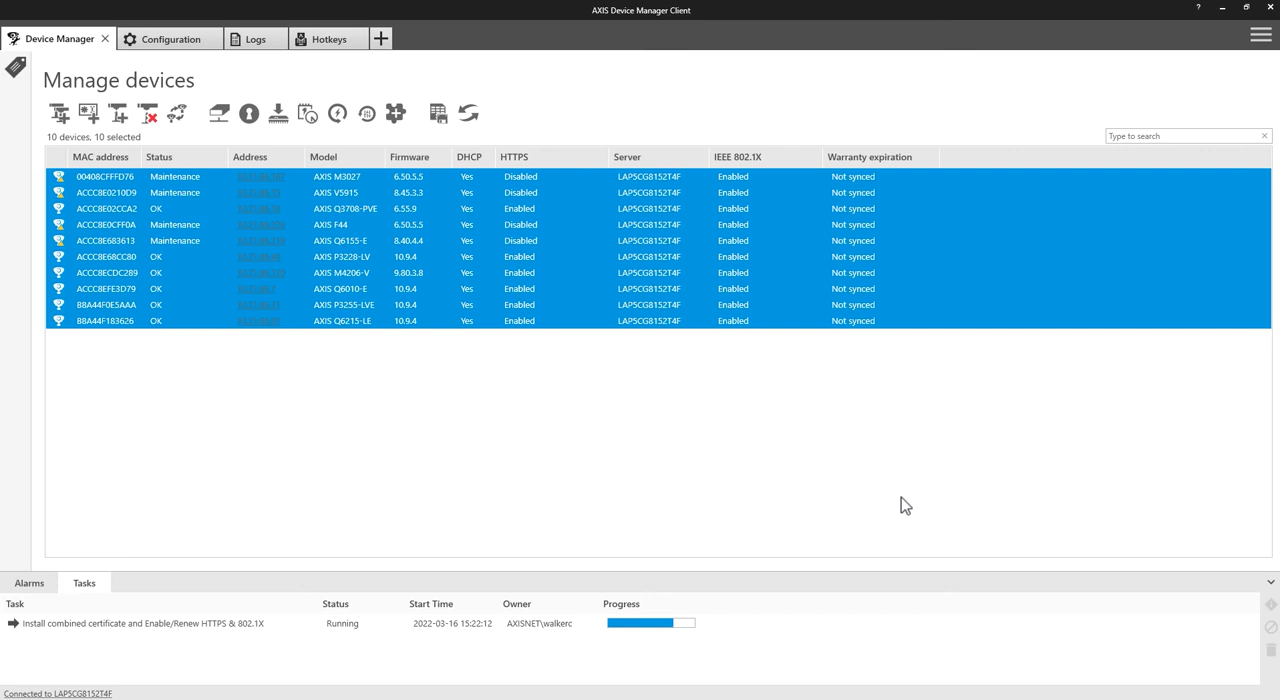 AXIS Device Manager Client
Device Manager Configuration Logs Hotkeys
Manage devices
10 devices, 10 selected
Type to search
MAC address Status Address Model Firmware DHCP HTTPS Server IEEE 802.1X Warranty expiration
00408CFFFD76 Maintenance AXIS M3027 6.50.5.5 Yes Disabled LAP5CG8152T4F Enabled Not synced
ACCC8E0210D9 Maintenance AXIS V5915 8.45.3.3 Yes Disabled LAP5CG8152T4F Enabled Not synced
ACCC8E02CCA2 OK AXIS Q3708-PVE 6.55.9 Yes Enabled LAP5CG8152T4F Enabled Not synced
ACCC8E0CFF0A Maintenance AXIS F44 6.50.5.5 Yes Disabled LAP5CG8152T4F Enabled Not synced
ACCC8E683613 Maintenance AXIS Q6155-E 8.40.4.4 Yes Disabled LAP5CG8152T4F Enabled Not synced
ACCC8E68CC80 OK AXIS P3228-LV 10.9.4 Yes Enabled LAP5CG8152T4F Enabled Not synced
ACCC8ECDC289 OK AXIS M4206-V 9.80.3.8 Yes Enabled LAP5CG8152T4F Enabled Not synced
ACCC8EFE3D79 OK AXIS Q6010-E 10.9.4 Yes Enabled LAP5CG8152T4F Enabled Not synced
B8A44F0E5AAA OK AXIS P3255-LVE 10.9.4 Yes Enabled LAP5CG8152T4F Enabled Not synced
B8A44F183626 OK AXIS Q6215-LE 10.9.4 Yes Enabled LAP5CG8152T4F Enabled Not synced
Alarms Tasks
Task Status Start Time Owner Progress
Install combined certificate and Enable/Renew HTTPS & 802.1X Running 2022-03-16 15:22:12 AXISNET\walkerc
Connected to LAP5CG8152T4F